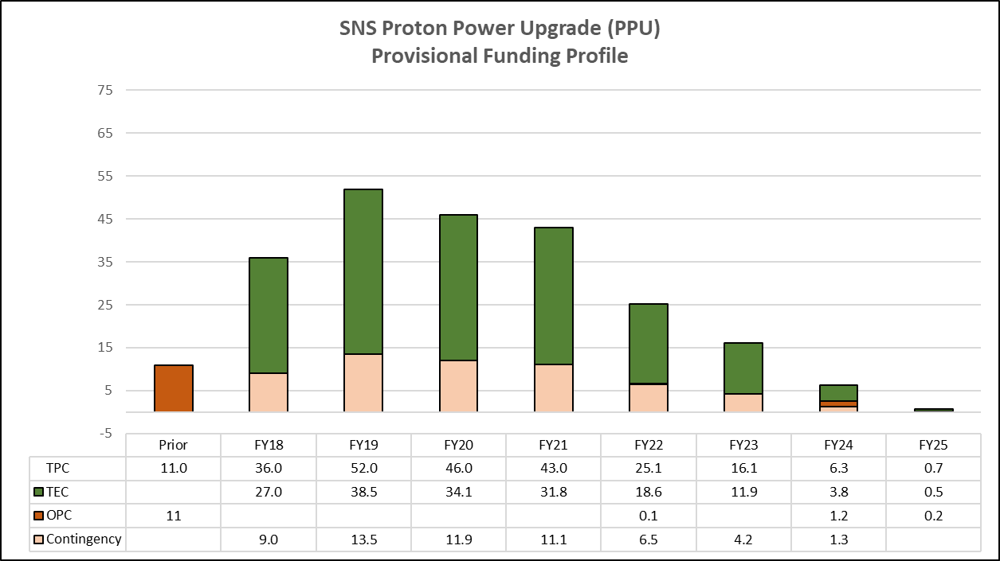 SNS Proton Power Upgrade (PPU)
Provisional Funding Profile
75
65
55
45
35
25
15
5
-5
Prior FY18 FY19 FY20 FY21 FY22 FY23 FY24 FY25
TPC 11.0 36.0 52.0 46.0 43.0 25.1 16.1 6.3 0.7
TEC 27.0 38.5 34.1 31.8 18.6 11.9 3.8 0.5
OPC 11 0.1 1.2 0.2
Contingency 9.0 13.5 11.9 11.1 6.5 4.2 1.3